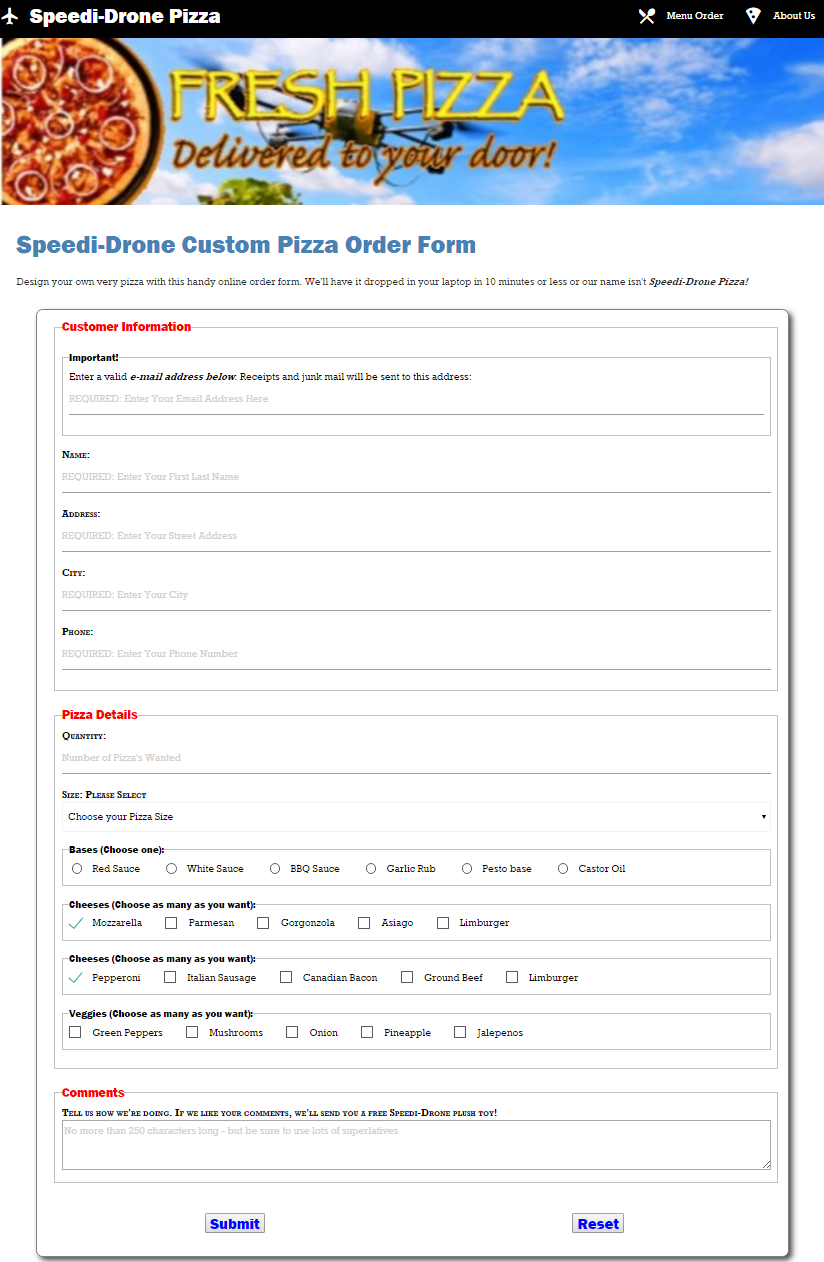 Speedi-Drone Pizza Menu Order About Us
FRESH PIZZA
Delivered to your door!
Speedi-Drone Custom Pizza Order Form
Design your own very pizza with this handy online order form. We'll have it dropped in your laptop in 10 minutes or less or our name isn't Speedi-Drone Pizza!
Customer Information
Important!
Enter a valid e-mail address below. Receipts and junk mail will be sent to this address:
REQUIRED: Enter Your Email Address Here
Name:
REQUIRED: Enter Your First Last Name
Address:
REQUIRED: Enter Your Street Address
City:
REQUIRED: Enter Your City
Phone:
REQUIRED: Enter Your Phone Number
Pizza Details
Quantity:
Number of Pizza's Wanted
Size: Please Select
Choose your Pizza Size
Bases (Choose one):
Red Sauce White Sauce BBQ Sauce Garlic Rub Pesto base Castor Oil
Cheeses (Choose as many as you want):
Mozzarella Parmesan Gorgonzola Asiago Limburger
Cheeses (Choose as many as you want):
Pepperoni Italian Sausage Canadian Bacon Ground Beef Limburger
Veggies (Choose as many as you want):
Green Peppers Mushrooms Onion Pineapple Jalepenos
Comments
Tell us how we're doing. If we like your comments, we'll send you a free Speedi-Drone plush toy!
No more than 250 characters long - but be sure to use lots of superlatives
Submit Reset